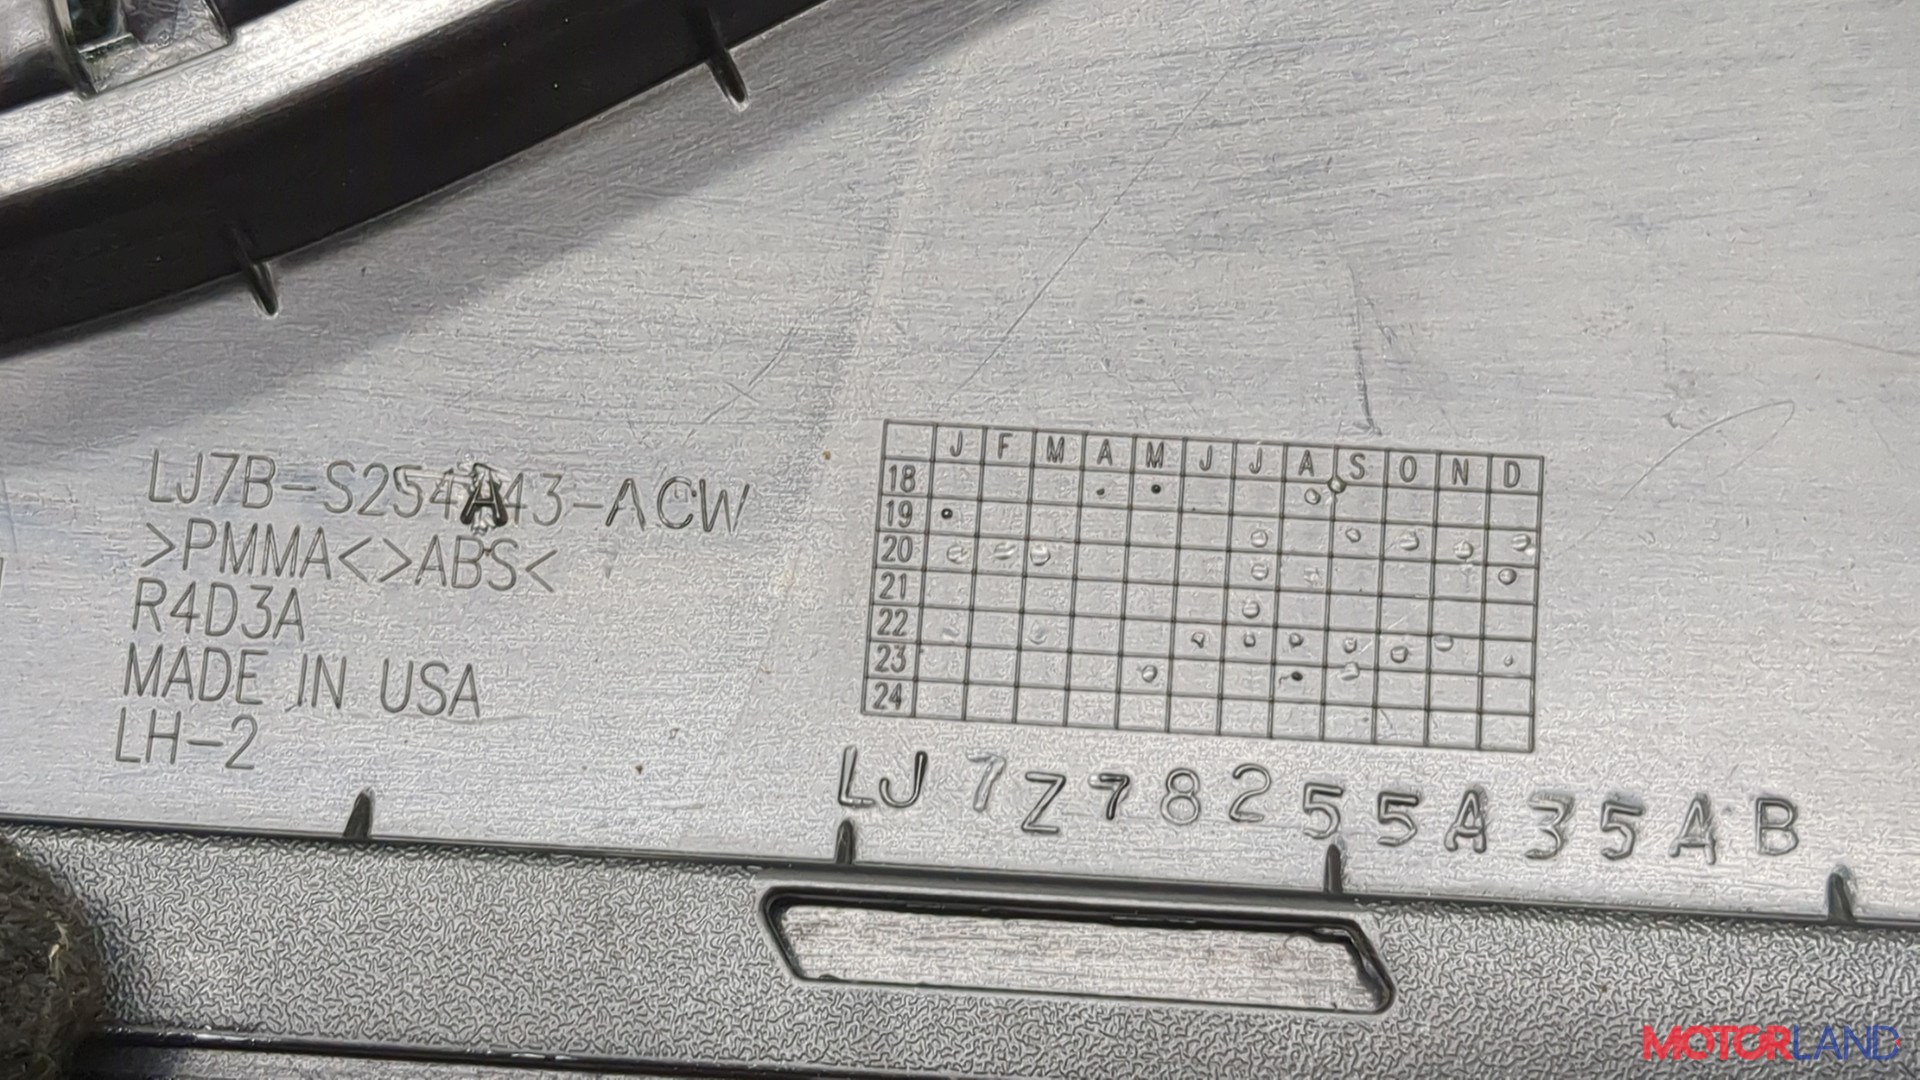 LJ7B-S254A43-ACW
>PMMA<>ABS<
R4D3A
MADE IN USA
LH-2
J F M A M J J A S O N D
18
19
20
21
22
23
24
LJ7Z78255A35AB
MOTORLAND